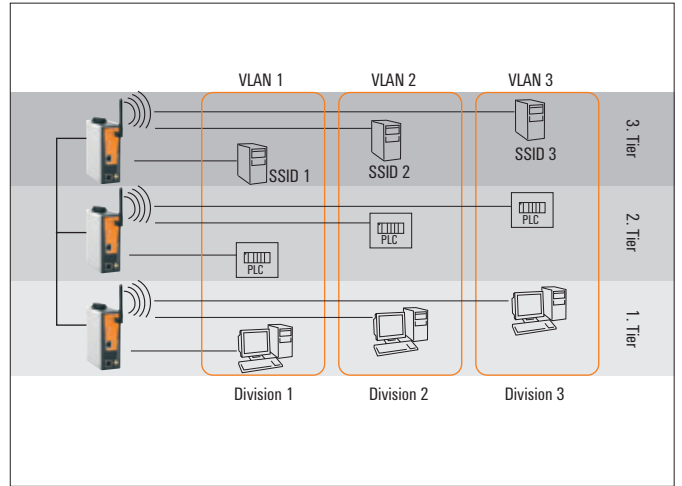 VLAN 1
VLAN 2
VLAN 3
SSID 1
SSID 2
SSID 3
3. Tier
PLC
PLC
PLC
2. Tier
1. Tier
Division 1
Division 2
Division 3